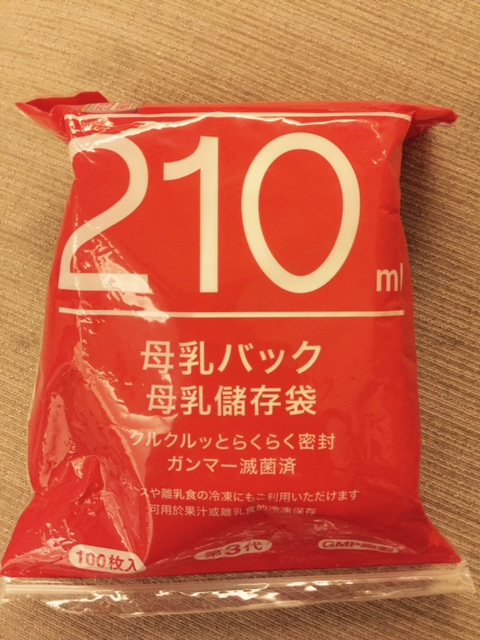 210 ml
母乳バック
母乳儲存袋
クルクルッとらくらく密封
ガンマー滅菌済
スや離乳食の冷凍にもご利用いただけます
可用於果汁或離乳食的冷凍保存
100枚入
第3代
GMP